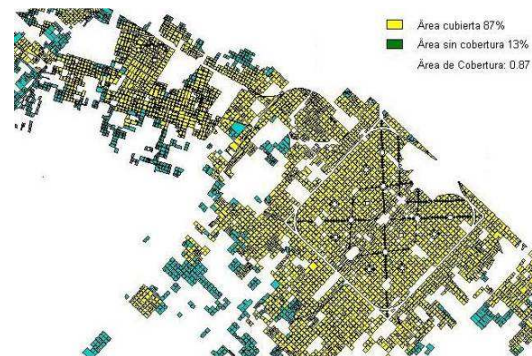 Área cubierta 87%
Área sin cobertura 13%
Área de Cobertura: 0.87